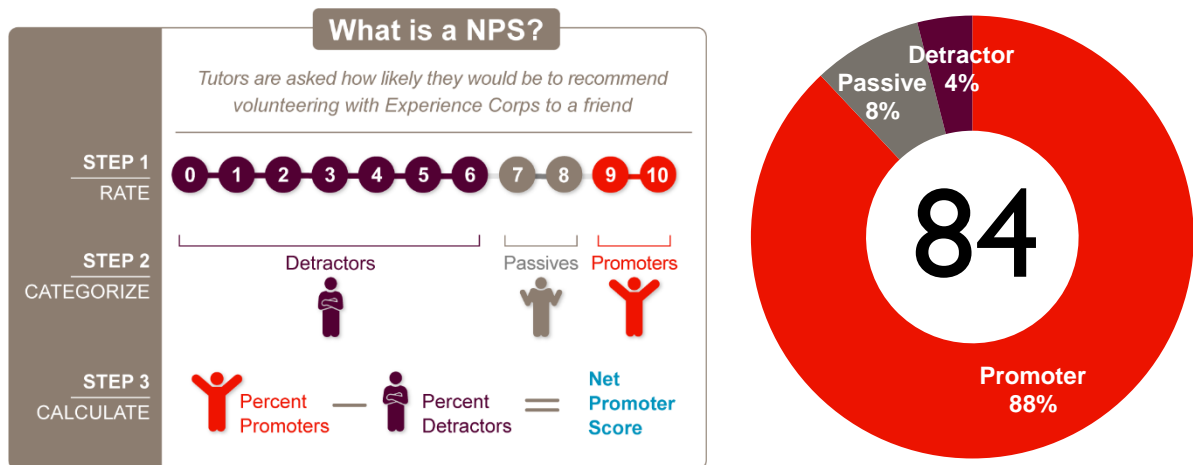 What is a NPS?
Tutors are asked how likely they would be to recommend
volunteering with Experience Corps to a friend
STEP 1
RATE
0 1 2 3 4 5 6 7 8 9 10
STEP 2
CATEGORIZE
Detractors
Passives
Promoters
STEP 3
CALCULATE
Percent
Promoters
Percent
Detractors
Net
Promoter
Score
Detractor
4%
Passive
8%
84
Promoter
88%